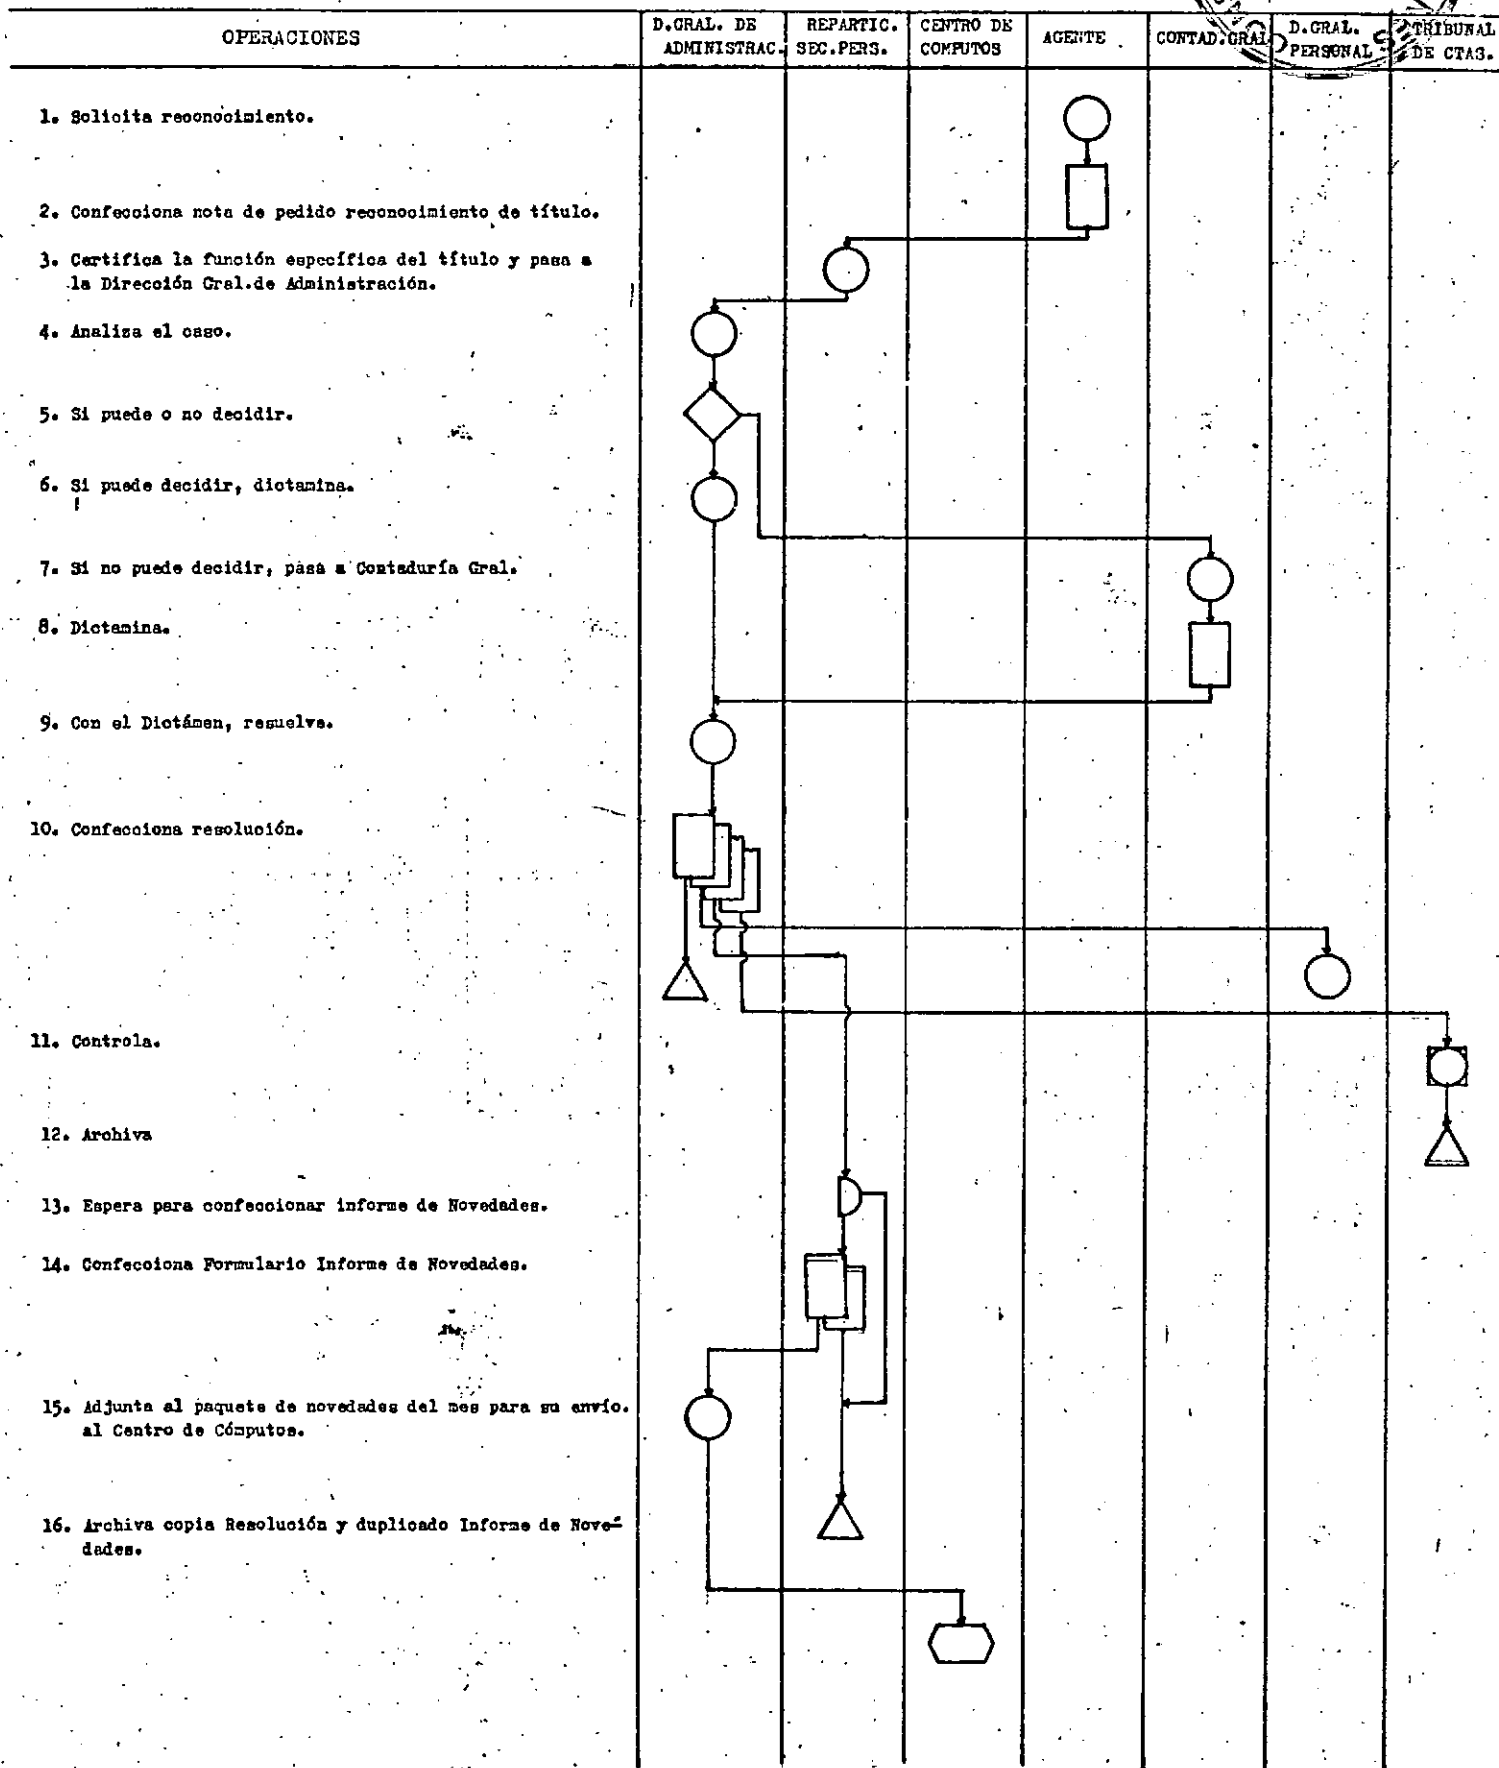 OPERACIONES
D.GRAL. DE ADMINISTRAC.
REPARTIC. SEC.PERS.
CENTRO DE COMPUTOS
AGENTE
CONTAD.GRAL
D.GRAL. PERSONAL
TRIBUNAL DE CTAS.
1. Solicita reconocimiento.
2. Confecciona nota de pedido reconocimiento de título.
3. Certifica la función específica del título y pasa a
la Dirección Gral.de Administración.
4. Analiza el caso.
5. Si puede o no decidir.
6. Si puede decidir, dictamina.
7. Si no puede decidir, pasa a Contaduría Gral.
8. Dictamina.
9. Con el Dictámen, resuelve.
10. Confecciona resolución.
11. Controla.
12. Archiva
13. Espera para confeccionar informe de Novedades.
14. Confecciona Formulario Informe de Novedades.
15. Adjunta al paquete de novedades del mes para su envío.
al Centro de Cómputos.
16. Archiva copia Resolución y duplicado Informe de Nove-
dades.